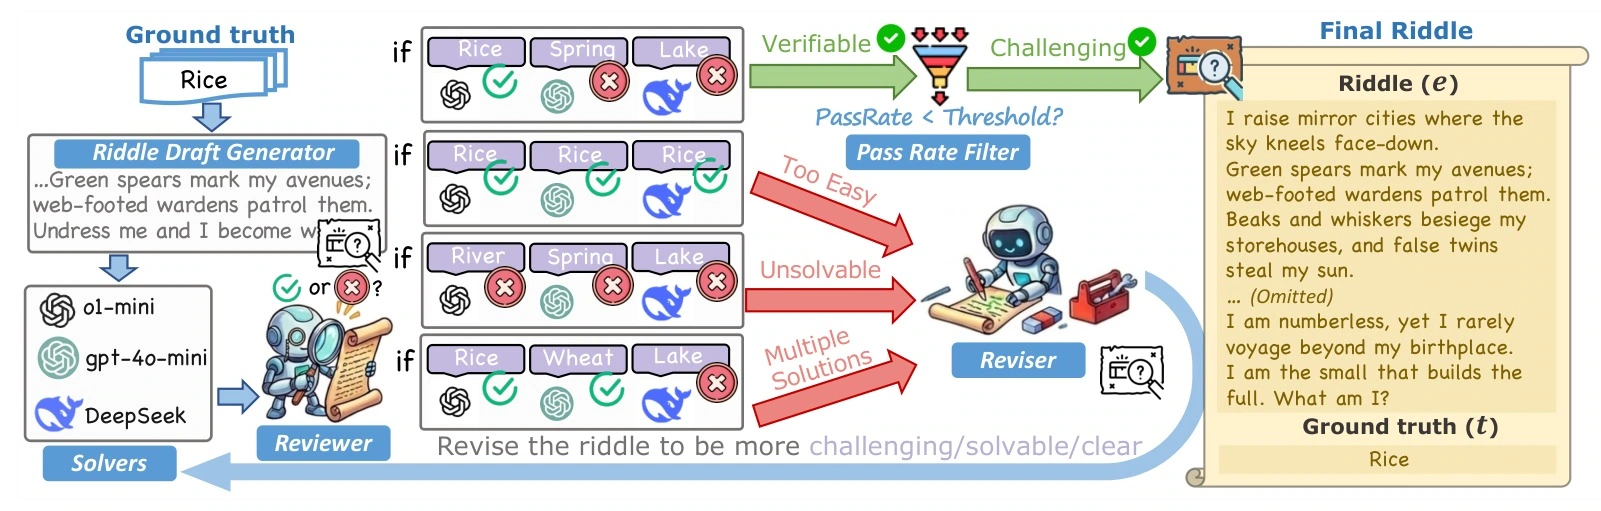 Ground truth
Rice
Riddle Draft Generator
...Green spears mark my avenues;
web-footed wardens patrol them.
Undress me and I become w
o1-mini
gpt-4o-mini
DeepSeek
Solvers
or ?
Reviewer
if
Rice Spring Lake
if
Rice Rice Rice
if
River Spring Lake
if
Rice Wheat Lake
Verifiable
Challenging
PassRate < Threshold?
Pass Rate Filter
Too Easy
Unsolvable
Multiple
Solutions
Reviser
Revise the riddle to be more challenging/solvable/clear
Final Riddle
Riddle (e)
I raise mirror cities where the
sky kneels face-down.
Green spears mark my avenues;
web-footed wardens patrol them.
Beaks and whiskers besiege my
storehouses, and false twins
steal my sun.
... (Omitted)
I am numberless, yet I rarely
voyage beyond my birthplace.
I am the small that builds the
full. What am I?
Ground truth (t)
Rice